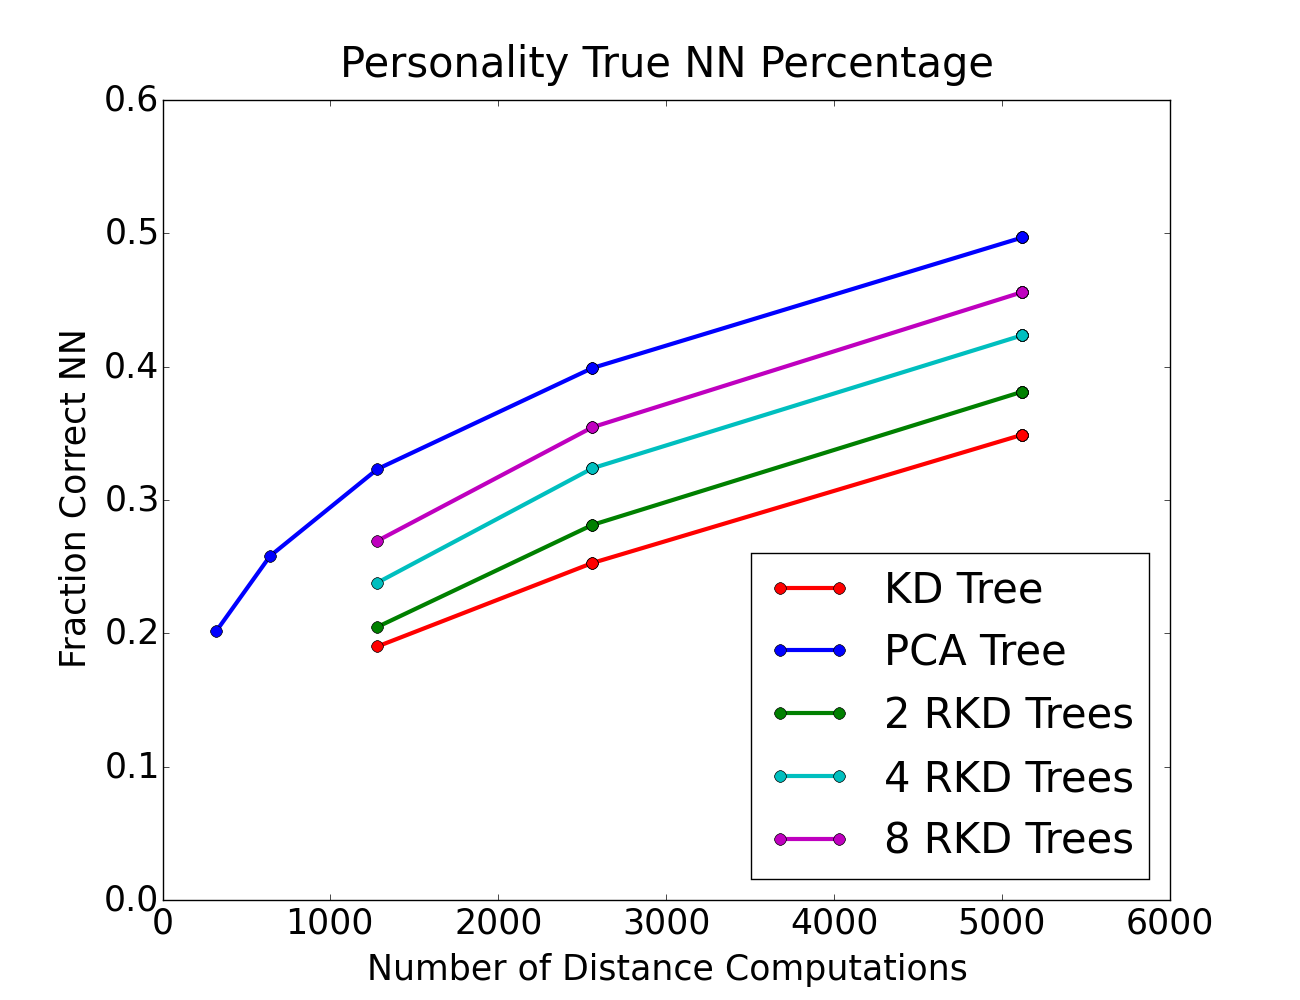 Personality True NN Percentage
0.6
0.5
0.4
0.3
0.2
0.1
0.0
Fraction Correct NN
KD Tree
PCA Tree
2 RKD Trees
4 RKD Trees
8 RKD Trees
0 1000 2000 3000 4000 5000 6000
Number of Distance Computations